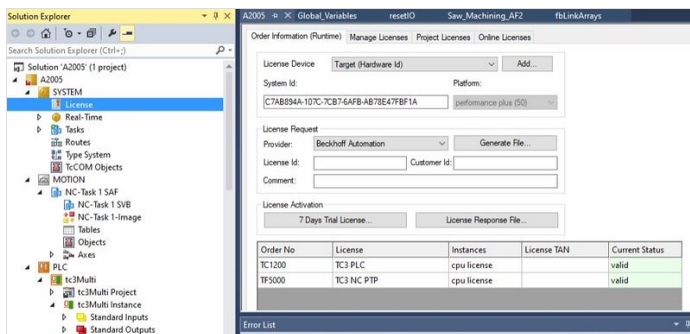 Solution Explorer
Search Solution Explorer (Ctrl+;)
Solution 'A2005' (1 project)
A2005
SYSTEM
License
Real-Time
Tasks
Routes
Type System
TcCOM Objects
MOTION
NC-Task 1 SAF
NC-Task 1 SVB
NC-Task 1-Image
Tables
Objects
Axes
PLC
tc3Multi
tc3Multi Project
tc3Multi Instance
Standard Inputs
Standard Outputs
A2005 Global_Variables resetIO Saw_Machining_AF2 fbLinkArrays
Order Information (Runtime) Manage Licenses Project Licenses Online Licenses
License Device Target (Hardware Id) Add...
System Id: Platform:
C7AB894A-107C-7CB7-6AFB-AB78E47FBF1A performance plus (50)
License Request
Provider: Beckhoff Automation Generate File...
License Id: Customer Id:
Comment:
License Activation
7 Days Trial License... License Response File...
Order No License Instances License TAN Current Status
TC1200 TC3 PLC cpu license valid
TF5000 TC3 NC PTP cpu license valid
Error List